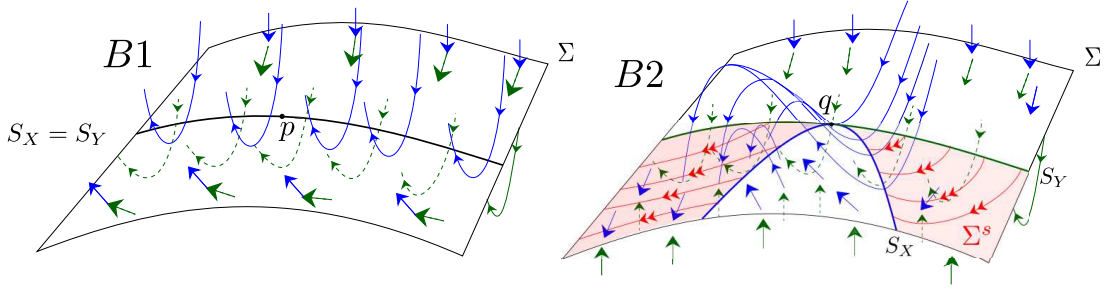 B1
Σ
S_X = S_Y
p
B2
Σ
q
S_Y
Σ^s
S_X